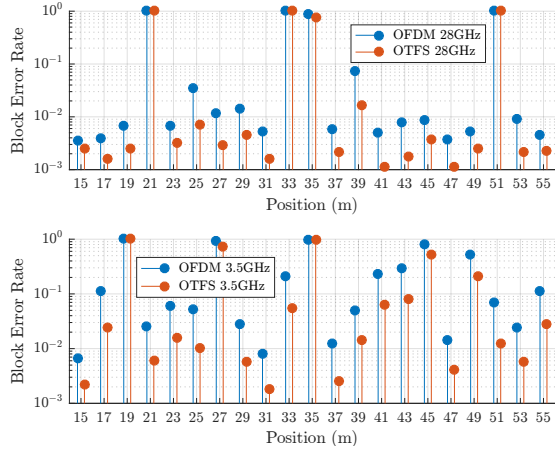 10^0
10^{-1}
10^{-2}
10^{-3}
Block Error Rate
OFDM 28GHz
OTFS 28GHz
15 17 19 21 23 25 27 29 31 33 35 37 39 41 43 45 47 49 51 53 55
Position (m)
10^0
10^{-1}
10^{-2}
10^{-3}
Block Error Rate
OFDM 3.5GHz
OTFS 3.5GHz
15 17 19 21 23 25 27 29 31 33 35 37 39 41 43 45 47 49 51 53 55
Position (m)